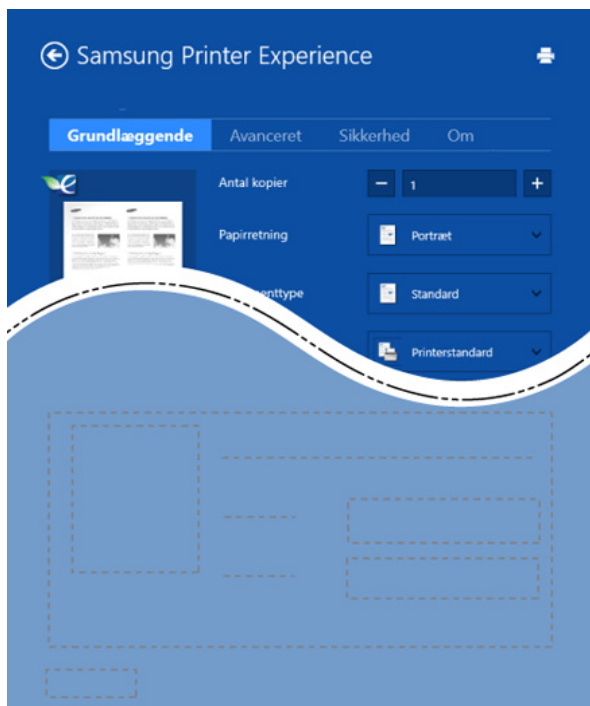 Samsung Printer Experience
Grundlæggende Avanceret Sikkerhed Om
Antal kopier 1
Papirretning Portræt
Standard
Printerstandard